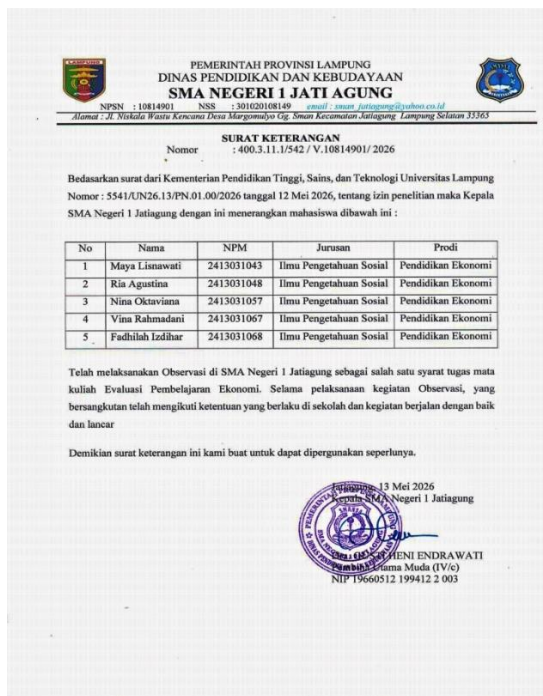 LAMPUNG
PEMERINTAH PROVINSI LAMPUNG
DINAS PENDIDIKAN DAN KEBUDAYAAN
SMA NEGERI 1 JATI AGUNG
NPSN : 10814901 NSS : 301020108149 email : sman_jatiagung@yahoo.co.id
Alamat : Jl. Niskala Wastu Kencana Desa Margomulyo Gg. Sman Kecamatan Jatiagung Lampung Selatan 35365
SURAT KETERANGAN
Nomor : 400.3.11.1/542 / V.10814901/ 2026
Bedasarkan surat dari Kementerian Pendidikan Tinggi, Sains, dan Teknologi Universitas Lampung
Nomor : 5541/UN26.13/PN.01.00/2026 tanggal 12 Mei 2026, tentang izin penelitian maka Kepala
SMA Negeri 1 Jatiagung dengan ini menerangkan mahasiswa dibawah ini :
No Nama NPM Jurusan Prodi
1 Maya Lisnawati 2413031043 Ilmu Pengetahuan Sosial Pendidikan Ekonomi
2 Ria Agustina 2413031048 Ilmu Pengetahuan Sosial Pendidikan Ekonomi
3 Nina Oktaviana 2413031057 Ilmu Pengetahuan Sosial Pendidikan Ekonomi
4 Vina Rahmadani 2413031067 Ilmu Pengetahuan Sosial Pendidikan Ekonomi
5 Fadhilah Izdihar 2413031068 Ilmu Pengetahuan Sosial Pendidikan Ekonomi
Telah melaksanakan Observasi di SMA Negeri 1 Jatiagung sebagai salah satu syarat tugas mata
kuliah Evaluasi Pembelajaran Ekonomi. Selama pelaksanaan kegiatan Observasi, yang
bersangkutan telah mengikuti ketentuan yang berlaku di sekolah dan kegiatan berjalan dengan baik
dan lancar
Demikian surat keterangan ini kami buat untuk dapat dipergunakan seperlunya.
Jatiagung, 13 Mei 2026
Kepala SMA Negeri 1 Jatiagung
HENI ENDRAWATI
Pembina Utama Muda (IV/c)
NIP 19660512 199412 2 003